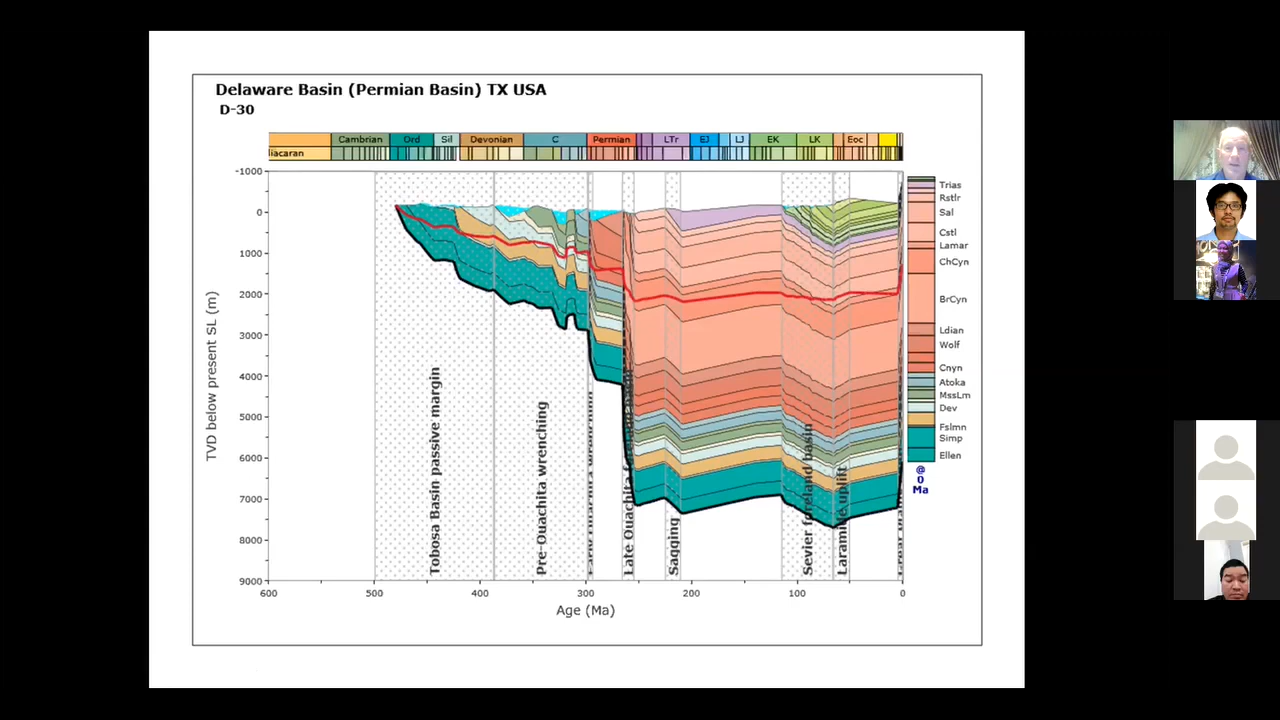 Delaware Basin (Permian Basin) TX USA
D-30
Cambrian Ord Sil Devonian C Permian LTr EJ LJ EK LK Eoc
liacaran
-1000
0
1000
2000
3000
4000
5000
6000
7000
8000
9000
TVD below present SL (m)
Tobosa Basin passive margin
Pre-Ouachita wrenching
Late Ouachita
Sagging
Sevier foreland basin
Laramide uplift
Trias
Rstlr
Sal
Cstl
Lamar
ChCyn
BrCyn
Ldian
Wolf
Cnyn
Atoka
MssLm
Dev
Fslmn
Simp
Ellen
@
0
Ma
600 500 400 300 200 100 0
Age (Ma)